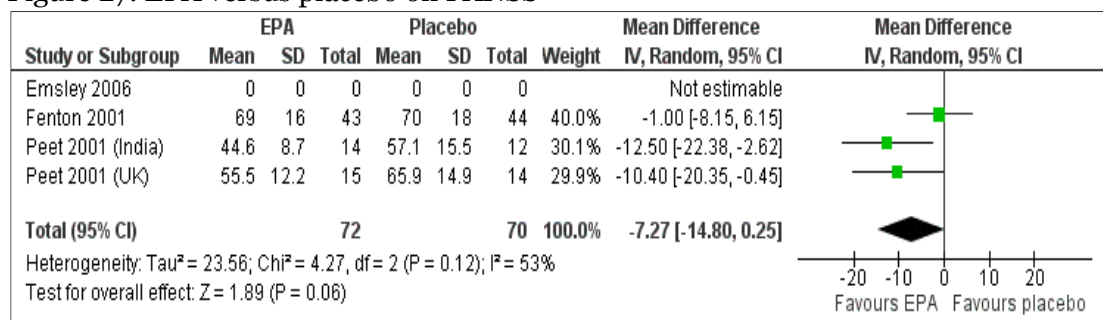 EPA Placebo Mean Difference Mean Difference
Study or Subgroup Mean SD Total Mean SD Total Weight IV, Random, 95% CI IV, Random, 95% CI
Emsley 2006 0 0 0 0 0 0 Not estimable
Fenton 2001 69 16 43 70 18 44 40.0% -1.00 [-8.15, 6.15]
Peet 2001 (India) 44.6 8.7 14 57.1 15.5 12 30.1% -12.50 [-22.38, -2.62]
Peet 2001 (UK) 55.5 12.2 15 65.9 14.9 14 29.9% -10.40 [-20.35, -0.45]
Total (95% CI) 72 70 100.0% -7.27 [-14.80, 0.25]
Heterogeneity: Tau² = 23.56; Chi² = 4.27, df = 2 (P = 0.12); I² = 53%
Test for overall effect: Z = 1.89 (P = 0.06)
-20 -10 0 10 20
Favours EPA Favours placebo